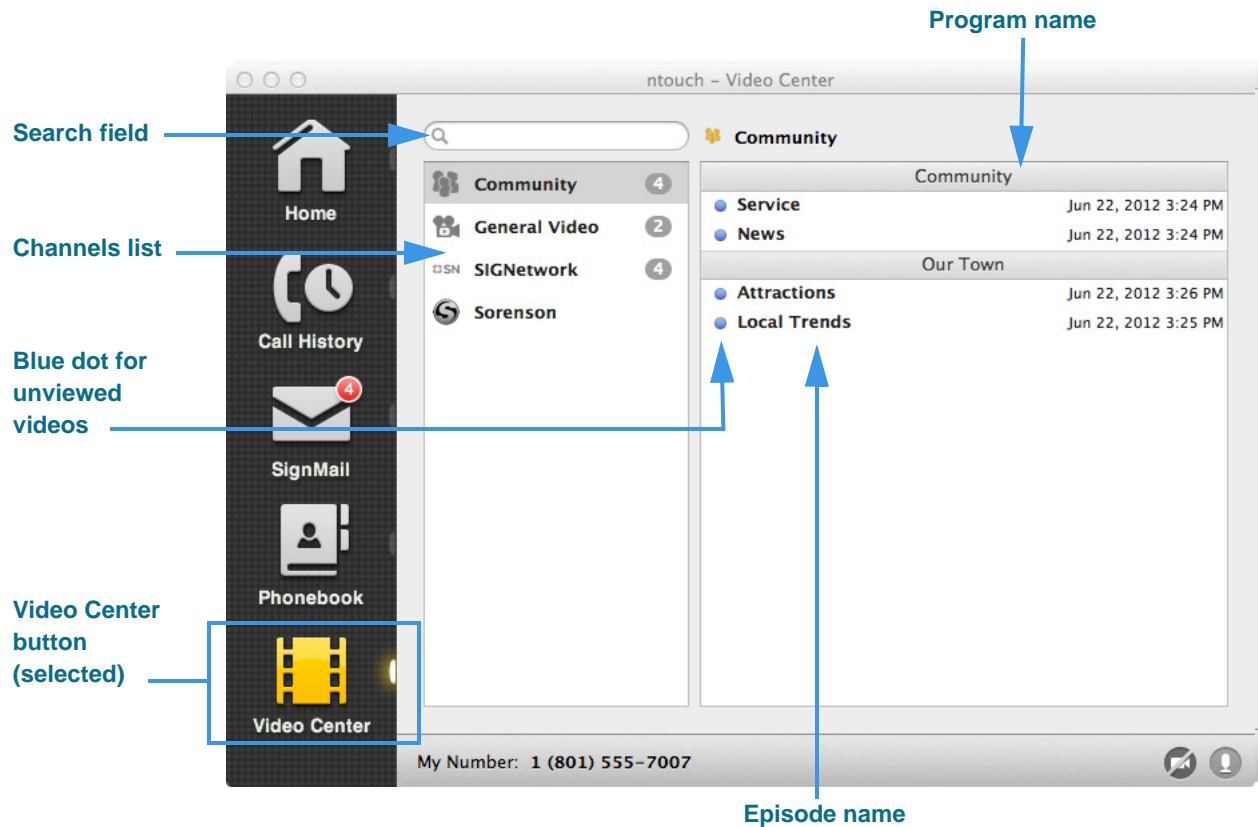 Program name
ntouch – Video Center
Search field
Community
Community 4
Community
Home
Service Jun 22, 2012 3:24 PM
General Video 2
News Jun 22, 2012 3:24 PM
Channels list
SN SIGNetwork 4
Our Town
Attractions Jun 22, 2012 3:26 PM
S Sorenson
Local Trends Jun 22, 2012 3:25 PM
Call History
Blue dot for
unviewed
videos
4
SignMail
Phonebook
Video Center
button
(selected)
Video Center
My Number: 1 (801) 555-7007
Episode name